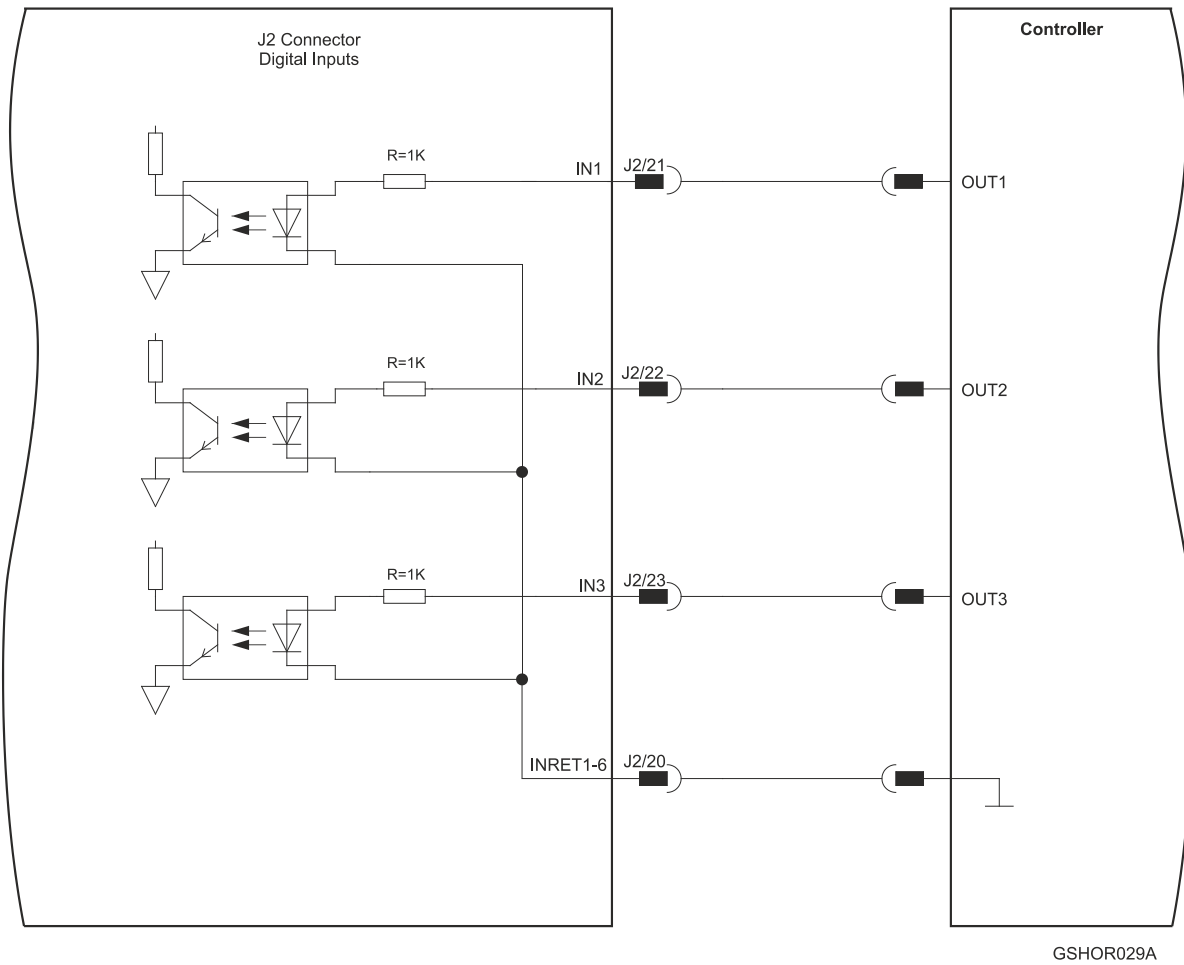 J2 Connector
Digital Inputs
Controller
R=1K
IN1
J2/21
OUT1
R=1K
IN2
J2/22
OUT2
R=1K
IN3
J2/23
OUT3
INRET1-6
J2/20
GSHOR029A